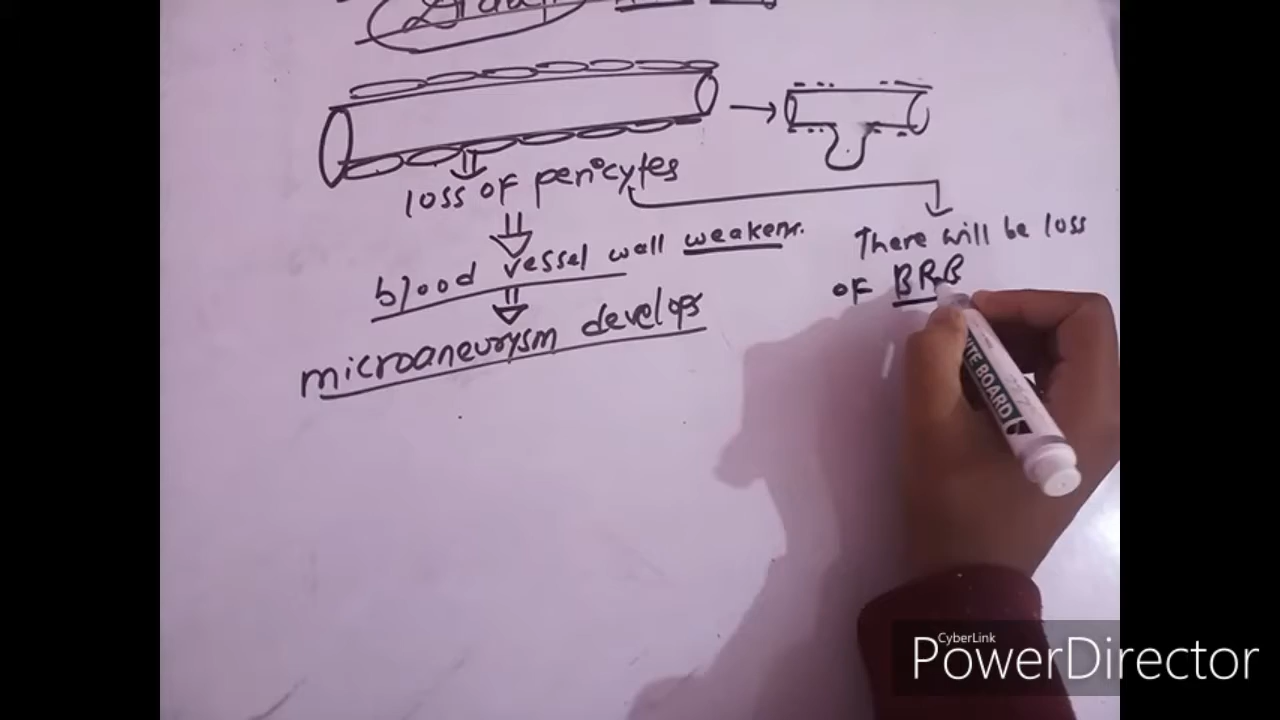 loss of pericytes
blood vessel wall weakens.
microaneurysm develops
There will be loss
of BRB
WHITE BOARD
CyberLink
PowerDirector